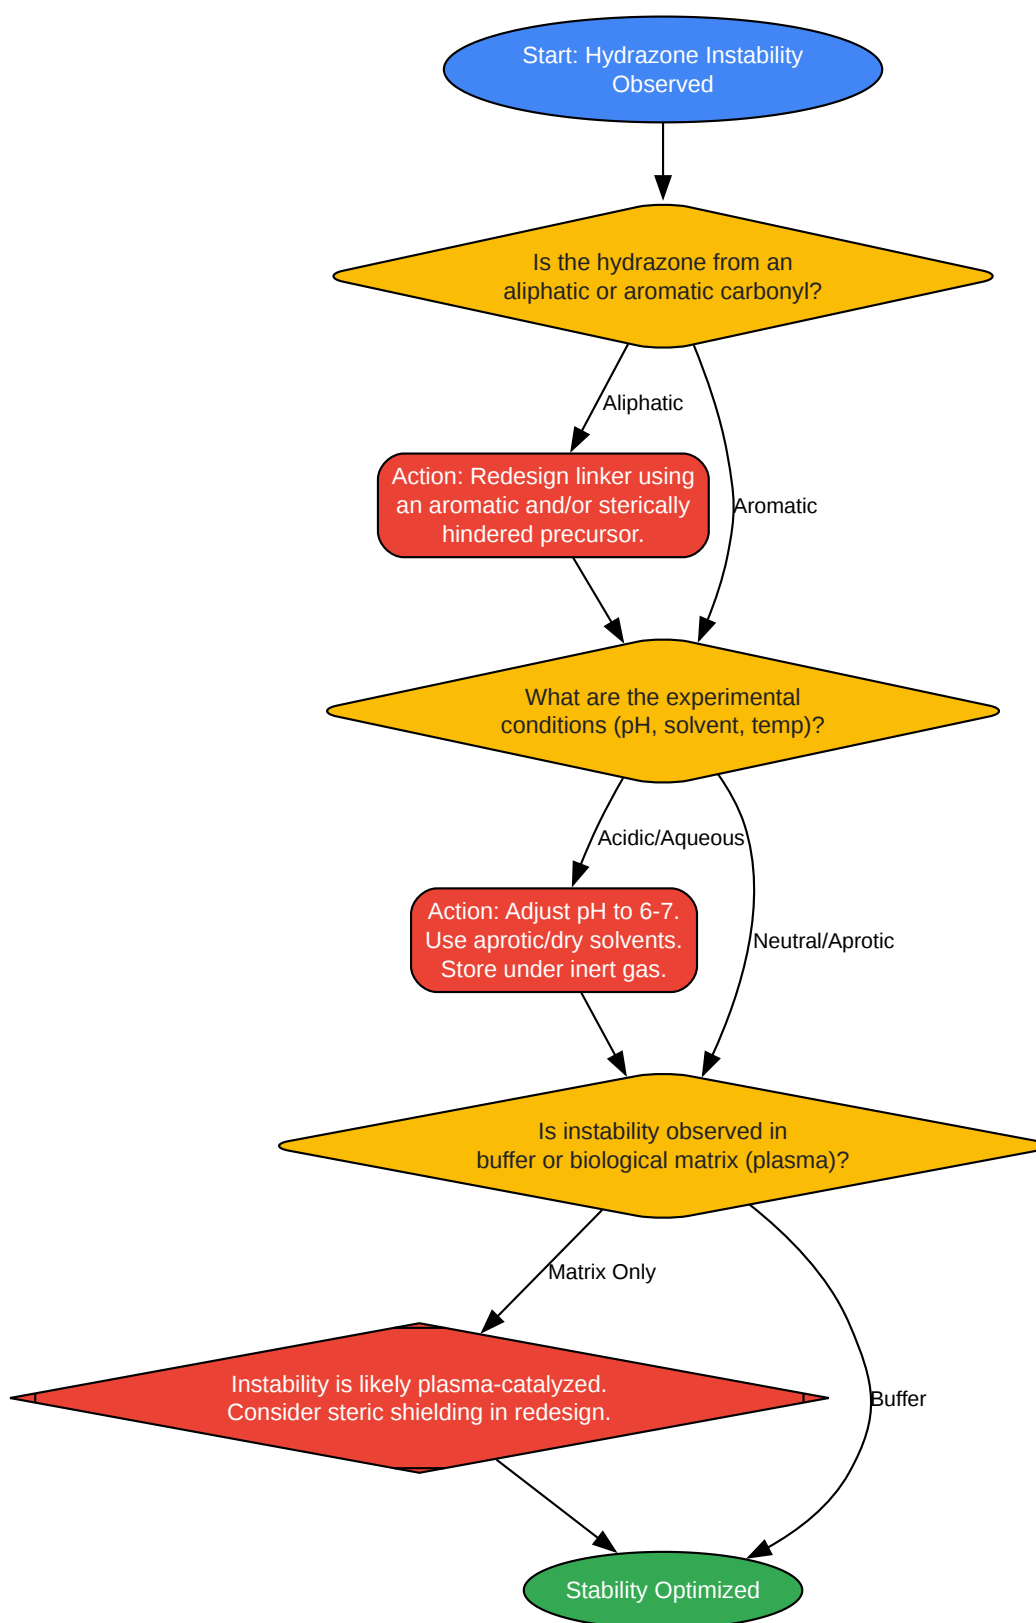 Start: Hydrazone Instability
Observed
Is the hydrazone from an
aliphatic or aromatic carbonyl?
Aliphatic
Action: Redesign linker using
an aromatic and/or sterically
hindered precursor.
Aromatic
What are the experimental
conditions (pH, solvent, temp)?
Acidic/Aqueous
Action: Adjust pH to 6-7.
Use aprotic/dry solvents.
Store under inert gas.
Neutral/Aprotic
Is instability observed in
buffer or biological matrix (plasma)?
Matrix Only
Instability is likely plasma-catalyzed.
Consider steric shielding in redesign.
Buffer
Stability Optimized